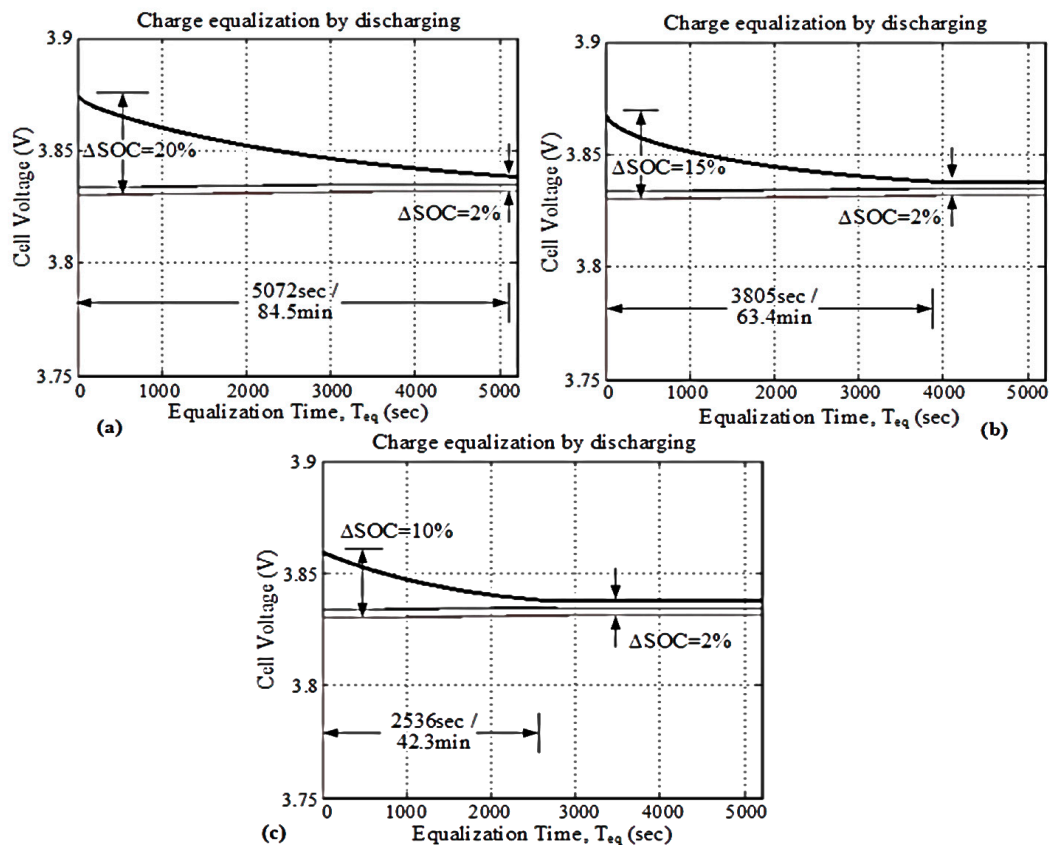 Charge equalization by discharging
3.9
3.85
3.8
3.75
Cell Voltage (V)
ΔSOC=20%
ΔSOC=2%
5072sec /
84.5min
0 1000 2000 3000 4000 5000
Equalization Time, Teq (sec)
(a)
Charge equalization by discharging
3.9
3.85
3.8
3.75
Cell Voltage (V)
ΔSOC=15%
ΔSOC=2%
3805sec /
63.4min
0 1000 2000 3000 4000 5000
Equalization Time, Teq (sec)
(b)
Charge equalization by discharging
3.9
3.85
3.8
3.75
Cell Voltage (V)
ΔSOC=10%
ΔSOC=2%
2536sec /
42.3min
0 1000 2000 3000 4000 5000
Equalization Time, Teq (sec)
(c)